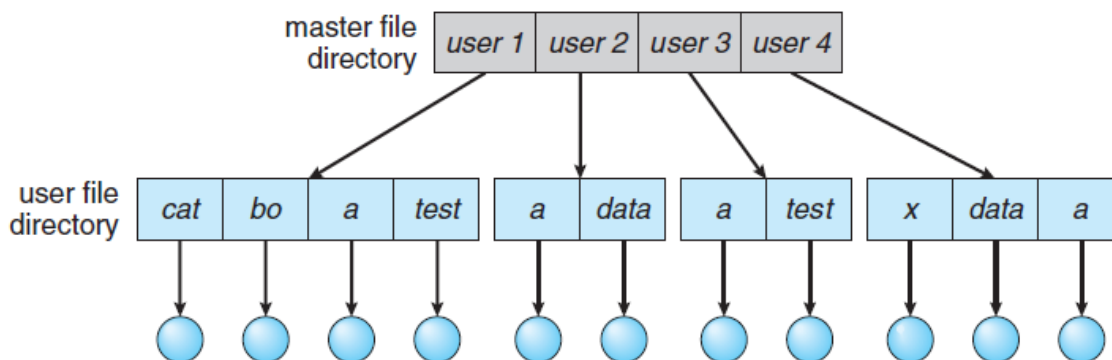 master file
directory
user 1 user 2 user 3 user 4
user file
directory
cat bo a test a data a test x data a